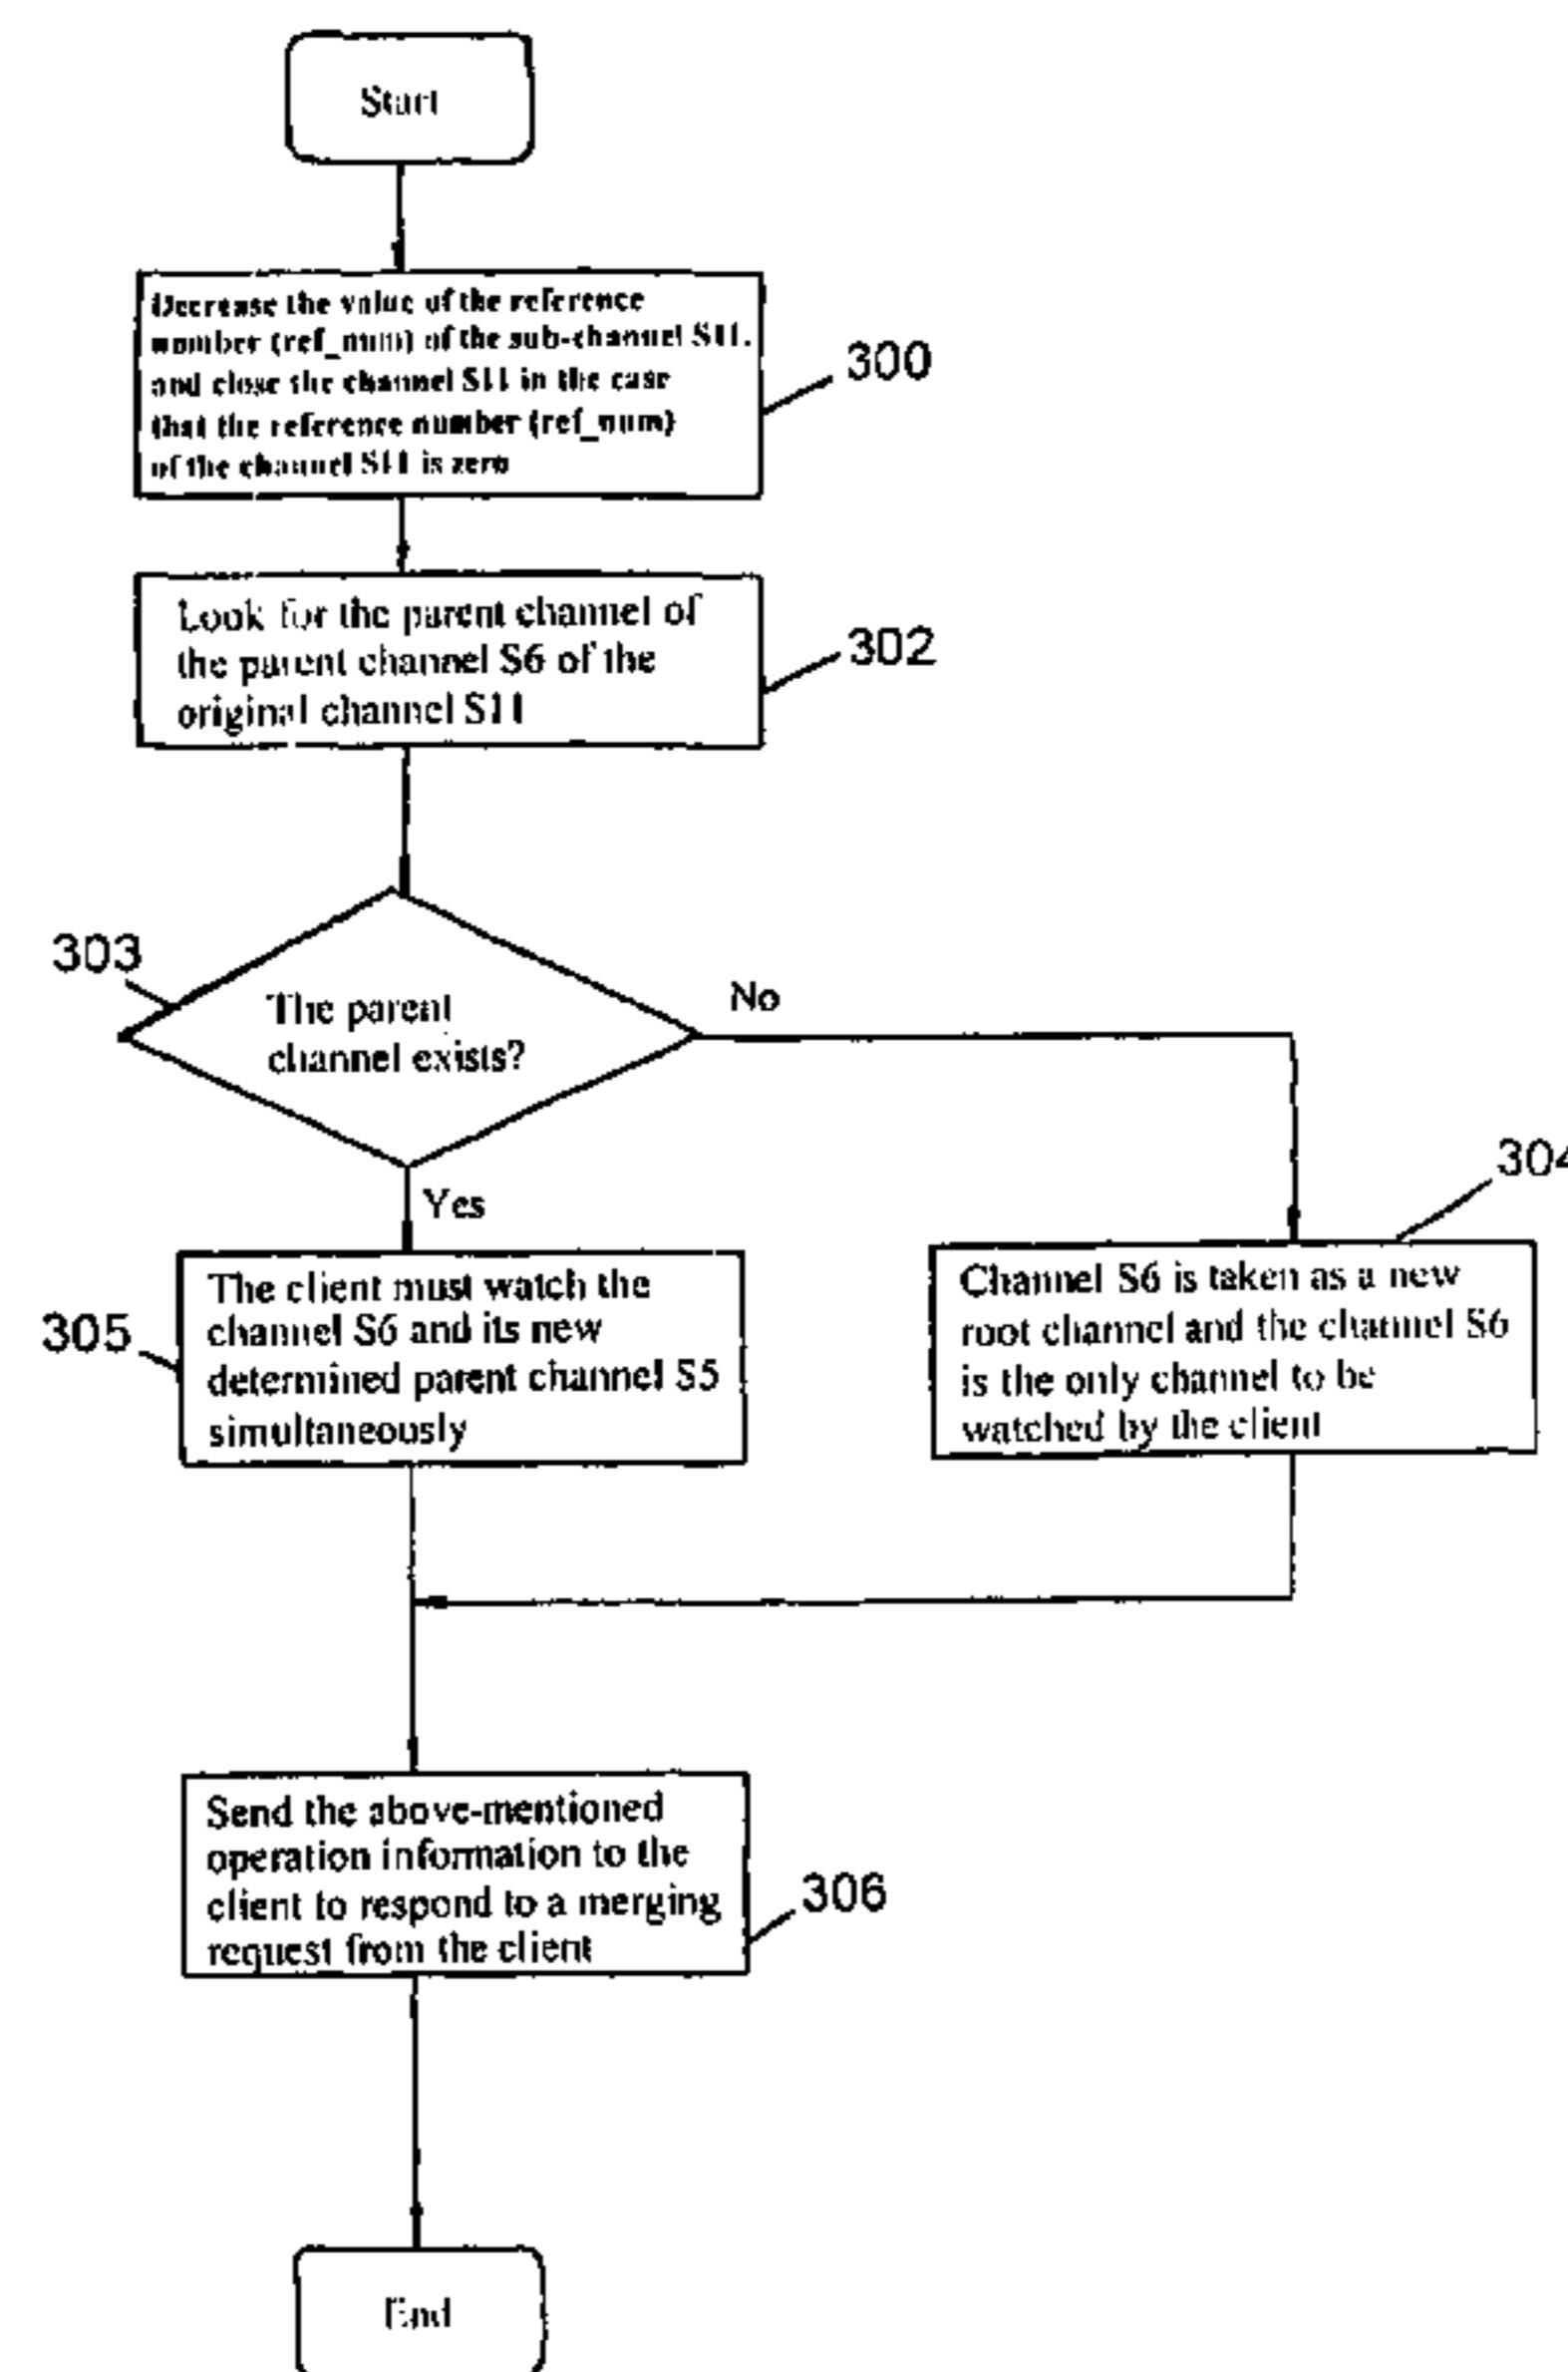 Start
Decrease the value of the reference
number (ref_num) of the sub-channel S11,
and close the channel S11 in the case
that the reference number (ref_num)
of the channel S11 is zero
300
Look for the parent channel of
the parent channel S6 of the
original channel S11
302
303
The parent
channel exists?
No
Yes
304
The client must watch the
channel S6 and its new
determined parent channel S5
simultaneously
305
Channel S6 is taken as a new
root channel and the channel S6
is the only channel to be
watched by the client
Send the above-mentioned
operation information to the
client to respond to a merging
request from the client
306
End